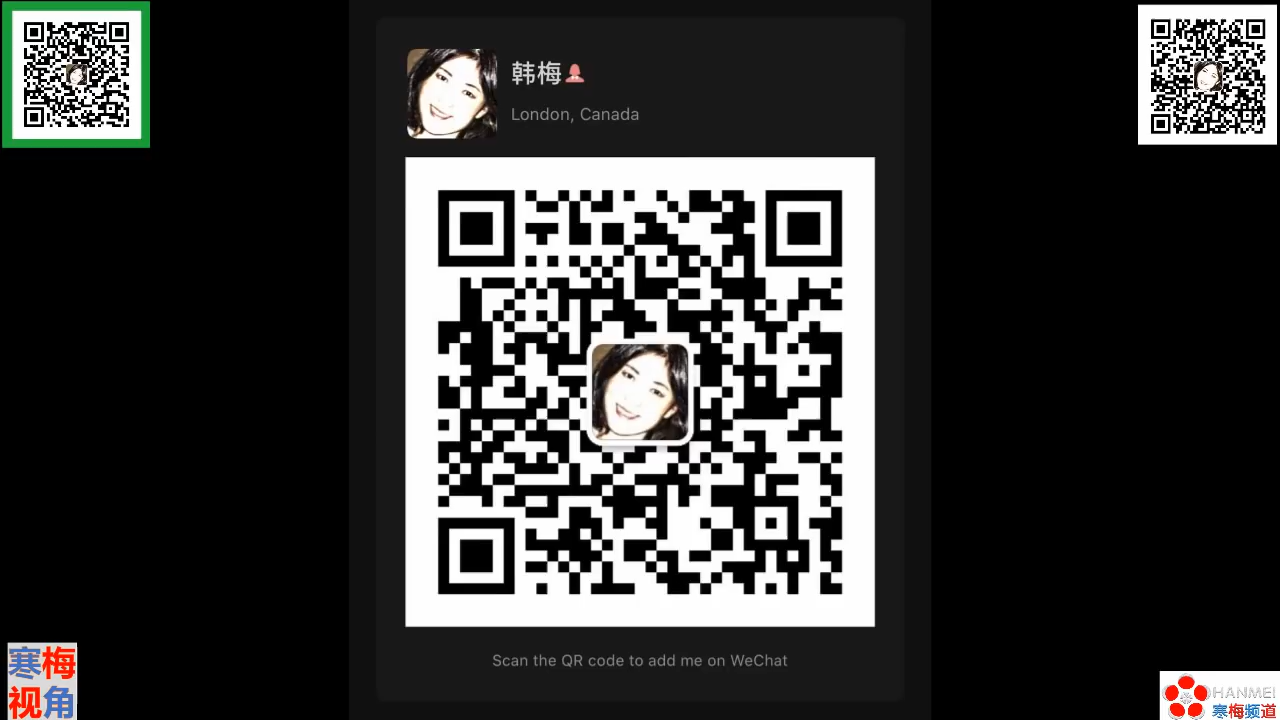 韩梅
London, Canada
Scan the QR code to add me on WeChat
寒梅
视角
HANMEI
寒梅频道